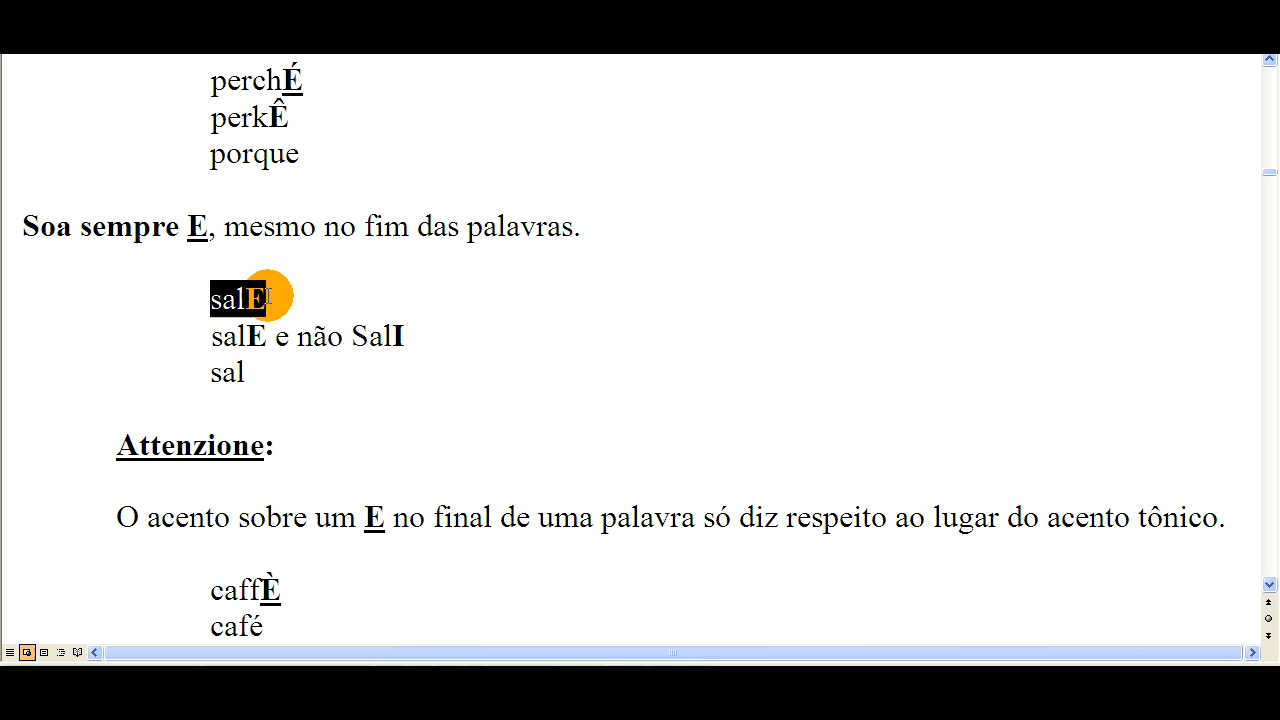 perchÉ
perkÊ
porque
Soa sempre E, mesmo no fim das palavras.
salE
salE e não SalI
sal
Attenzione:
O acento sobre um E no final de uma palavra só diz respeito ao lugar do acento tônico.
caffÈ
café